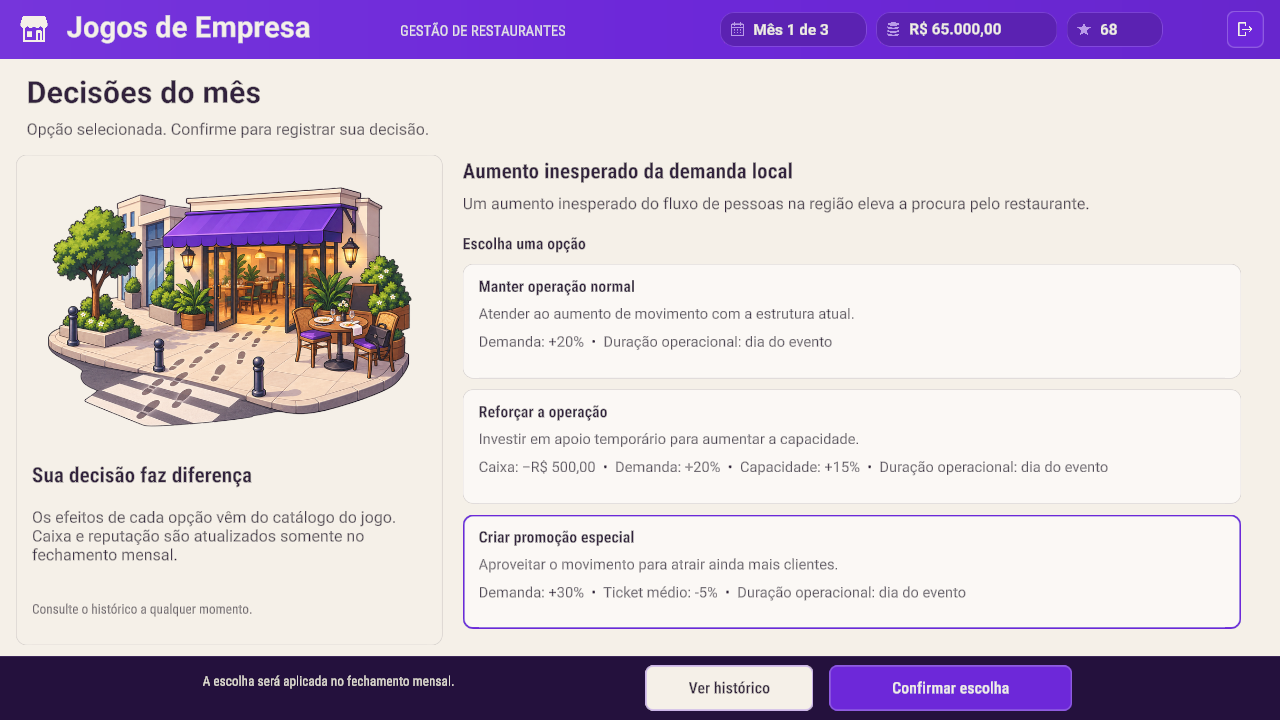 Jogos de Empresa
GESTÃO DE RESTAURANTES
Mês 1 de 3
R$ 65.000,00
68
Decisões do mês
Opção selecionada. Confirme para registrar sua decisão.
Sua decisão faz diferença
Os efeitos de cada opção vêm do catálogo do jogo.
Caixa e reputação são atualizados somente no
fechamento mensal.
Consulte o histórico a qualquer momento.
Aumento inesperado da demanda local
Um aumento inesperado do fluxo de pessoas na região eleva a procura pelo restaurante.
Escolha uma opção
Manter operação normal
Atender ao aumento de movimento com a estrutura atual.
Demanda: +20% • Duração operacional: dia do evento
Reforçar a operação
Investir em apoio temporário para aumentar a capacidade.
Caixa: −R$ 500,00 • Demanda: +20% • Capacidade: +15% • Duração operacional: dia do evento
Criar promoção especial
Aproveitar o movimento para atrair ainda mais clientes.
Demanda: +30% • Ticket médio: -5% • Duração operacional: dia do evento
A escolha será aplicada no fechamento mensal.
Ver histórico
Confirmar escolha